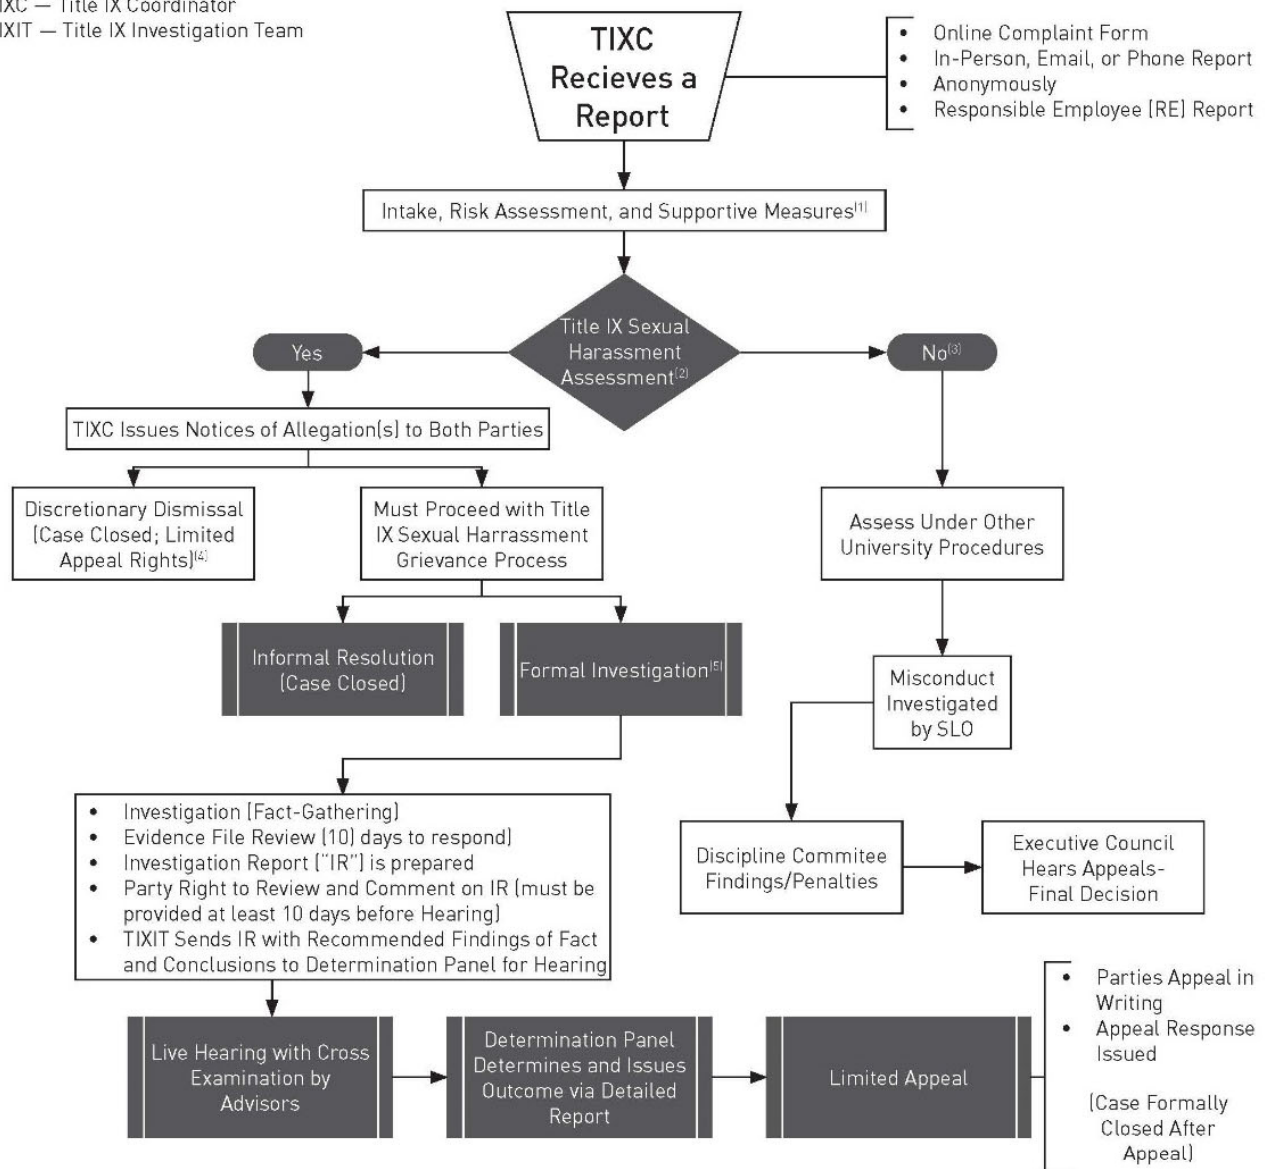 IXC — Title IX Coordinator
IXIT — Title IX Investigation Team
TIXC
Recieves a
Report
• Online Complaint Form
• In-Person, Email, or Phone Report
• Anonymously
• Responsible Employee (RE) Report
Intake, Risk Assessment, and Supportive Measures(1)
Title IX Sexual
Harassment
Assessment(2)
Yes
No(3)
TIXC Issues Notices of Allegation(s) to Both Parties
Discretionary Dismissal
(Case Closed; Limited
Appeal Rights)(4)
Must Proceed with Title
IX Sexual Harrassment
Grievance Process
Assess Under Other
University Procedures
Informal Resolution
(Case Closed)
Formal Investigation(5)
Misconduct
Investigated
by SLO
• Investigation (Fact-Gathering)
• Evidence File Review (10) days to respond)
• Investigation Report ("IR") is prepared
• Party Right to Review and Comment on IR (must be
provided at least 10 days before Hearing)
• TIXIT Sends IR with Recommended Findings of Fact
and Conclusions to Determination Panel for Hearing
Discipline Commitee
Findings/Penalties
Executive Council
Hears Appeals-
Final Decision
Live Hearing with Cross
Examination by
Advisors
Determination Panel
Determines and Issues
Outcome via Detailed
Report
Limited Appeal
• Parties Appeal in
Writing
• Appeal Response
Issued
(Case Formally
Closed After
Appeal)